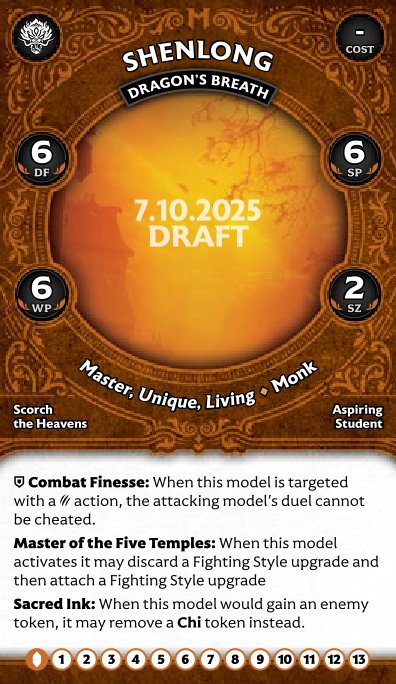 SHENLONG
DRAGON'S BREATH
-
COST
6
DF
6
SP
7.10.2025
DRAFT
6
WP
2
SZ
Master, Unique, Living ♦ Monk
Scorch
the Heavens
Aspiring
Student
Combat Finesse: When this model is targeted
with a action, the attacking model's duel cannot
be cheated.
Master of the Five Temples: When this model
activates it may discard a Fighting Style upgrade and
then attach a Fighting Style upgrade
Sacred Ink: When this model would gain an enemy
token, it may remove a Chi token instead.
1 2 3 4 5 6 7 8 9 10 11 12 13